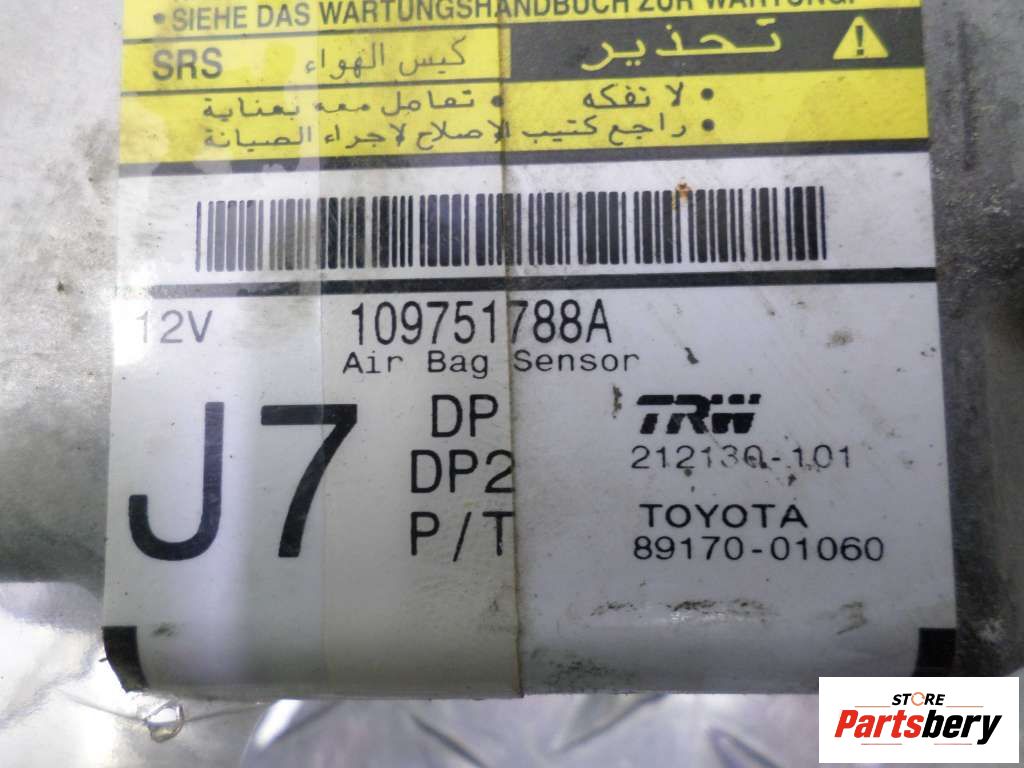 • SIEHE DAS WARTUNGSHANDBUCH ZUR WARTUNG!
SRS كيس الهواء تحذير
• لا تفكه • تعامل معه بعناية
• راجع كتيب الإصلاح لإجراء الصيانة
12V 109751788A
Air Bag Sensor
J7
DP
DP2
P/T
TRW
212130-101
TOYOTA
89170-01060
STORE
Partsbery